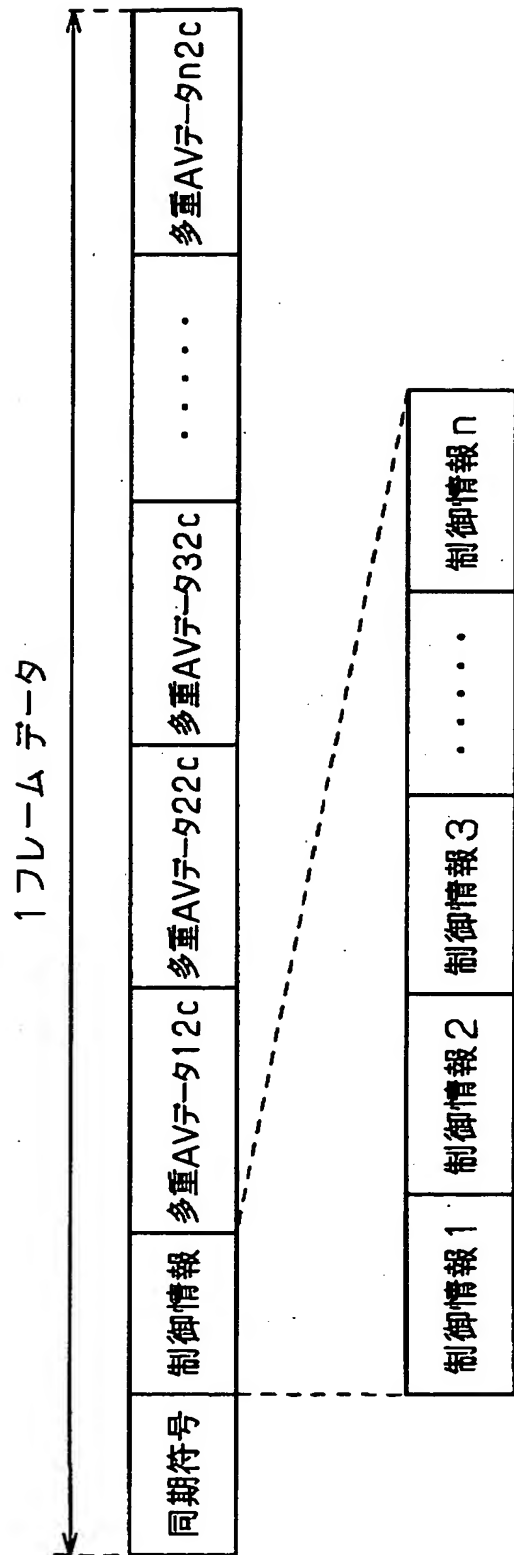 1フレームデータ
同期符号
制御情報
多重AVデータ12c
多重AVデータ22c
多重AVデータ32c
・・・・・
多重AVデータn2c
制御情報1
制御情報2
制御情報3
・・・・・
制御情報n